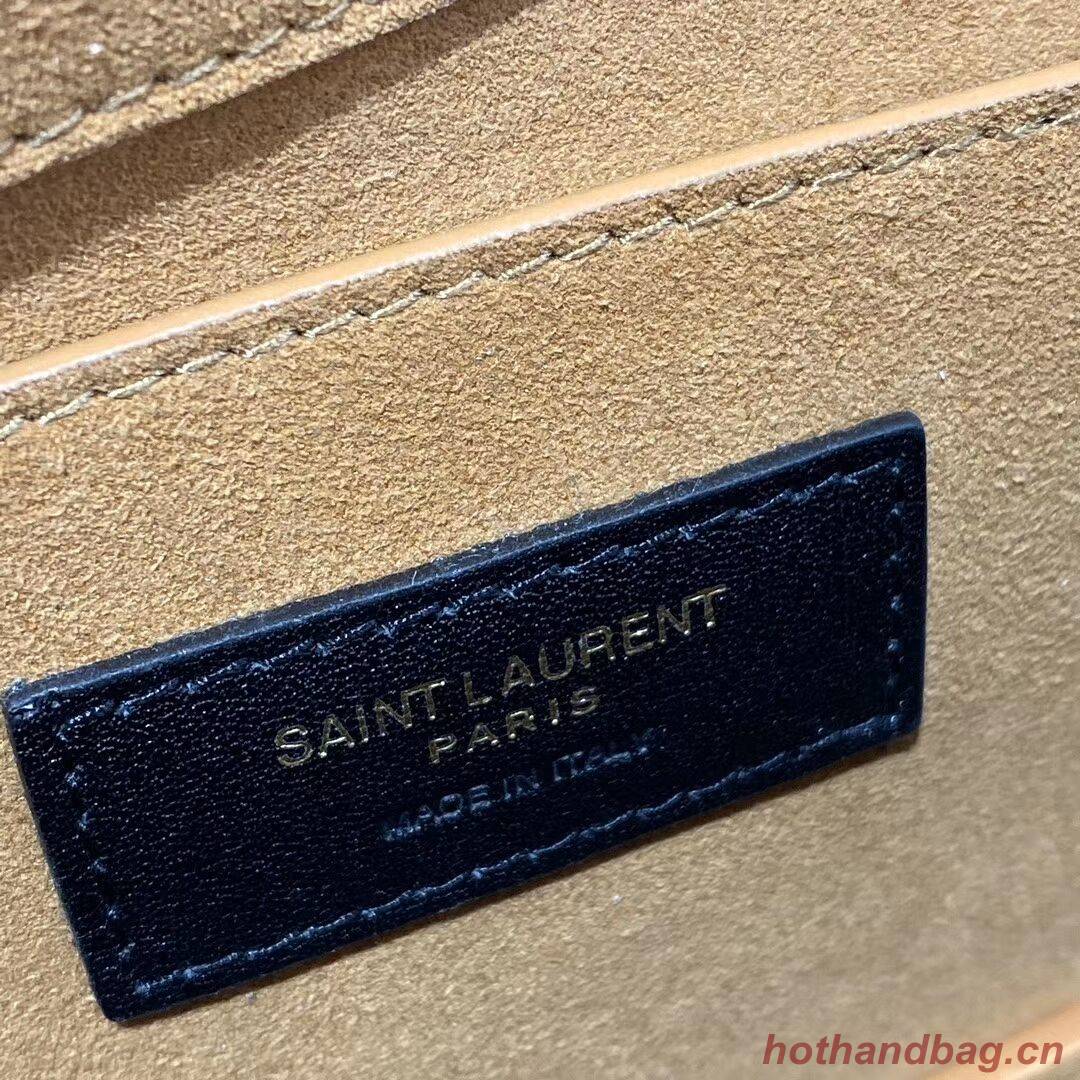 SAINT LAURENT
PARIS
MADE IN ITALY
hothandbag.cn